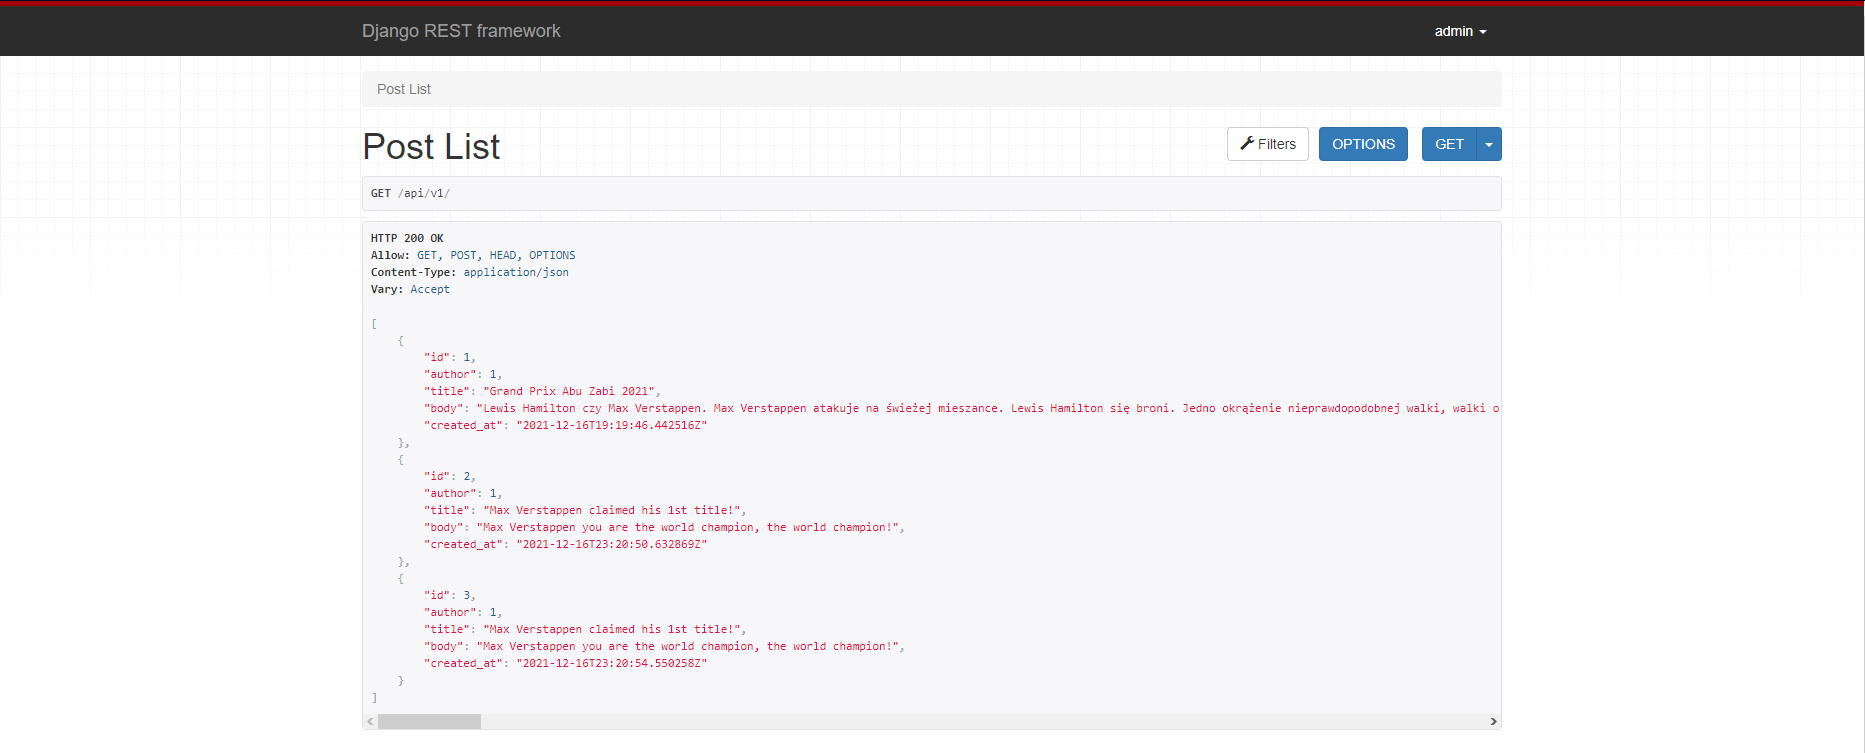 Django REST framework
admin
Post List
Post List
Filters
OPTIONS
GET
GET /api/v1/
HTTP 200 OK
Allow: GET, POST, HEAD, OPTIONS
Content-Type: application/json
Vary: Accept
[
{
"id": 1,
"author": 1,
"title": "Grand Prix Abu Zabi 2021",
"body": "Lewis Hamilton czy Max Verstappen. Max Verstappen atakuje na świeżej mieszance. Lewis Hamilton się broni. Jedno okrążenie nieprawdopodobnej walki, walki o
"created_at": "2021-12-16T19:19:46.442516Z"
},
{
"id": 2,
"author": 1,
"title": "Max Verstappen claimed his 1st title!",
"body": "Max Verstappen you are the world champion, the world champion!",
"created_at": "2021-12-16T23:20:50.632869Z"
},
{
"id": 3,
"author": 1,
"title": "Max Verstappen claimed his 1st title!",
"body": "Max Verstappen you are the world champion, the world champion!",
"created_at": "2021-12-16T23:20:54.550258Z"
}
]